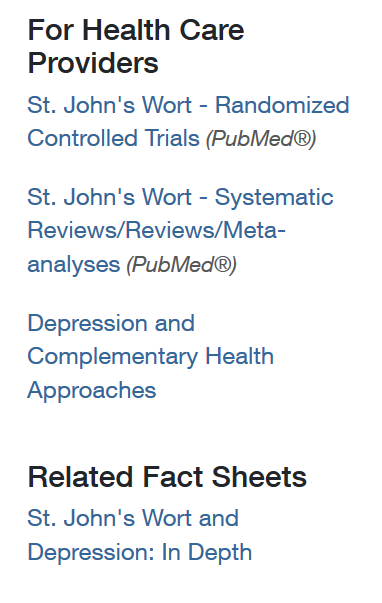 For Health Care
Providers
St. John's Wort - Randomized
Controlled Trials (PubMed®)
St. John's Wort - Systematic
Reviews/Reviews/Meta-
analyses (PubMed®)
Depression and
Complementary Health
Approaches
Related Fact Sheets
St. John's Wort and
Depression: In Depth